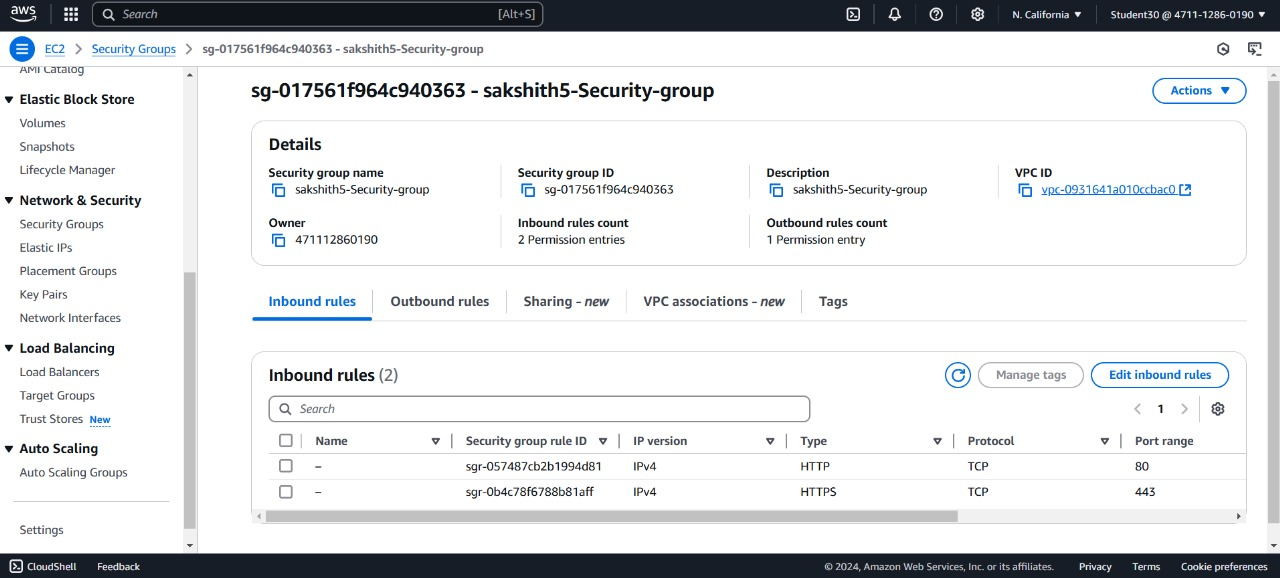 aws Search [Alt+S] N. California Student30 @ 4711-1286-0190
EC2 Security Groups sg-017561f964c940363 - sakshith5-Security-group
AMI Catalog
Elastic Block Store
Volumes
Snapshots
Lifecycle Manager
Network & Security
Security Groups
Elastic IPs
Placement Groups
Key Pairs
Network Interfaces
Load Balancing
Load Balancers
Target Groups
Trust Stores New
Auto Scaling
Auto Scaling Groups
Settings
sg-017561f964c940363 - sakshith5-Security-group Actions
Details
Security group name Security group ID Description VPC ID
sakshith5-Security-group sg-017561f964c940363 sakshith5-Security-group vpc-0931641a010ccbac0
Owner Inbound rules count Outbound rules count
471112860190 2 Permission entries 1 Permission entry
Inbound rules Outbound rules Sharing - new VPC associations - new Tags
Inbound rules (2) Manage tags Edit inbound rules
Search 1
Name Security group rule ID IP version Type Protocol Port range
– sgr-057487cb2b1994d81 IPv4 HTTP TCP 80
– sgr-0b4c78f6788b81aff IPv4 HTTPS TCP 443
CloudShell Feedback © 2024, Amazon Web Services, Inc. or its affiliates. Privacy Terms Cookie preferences